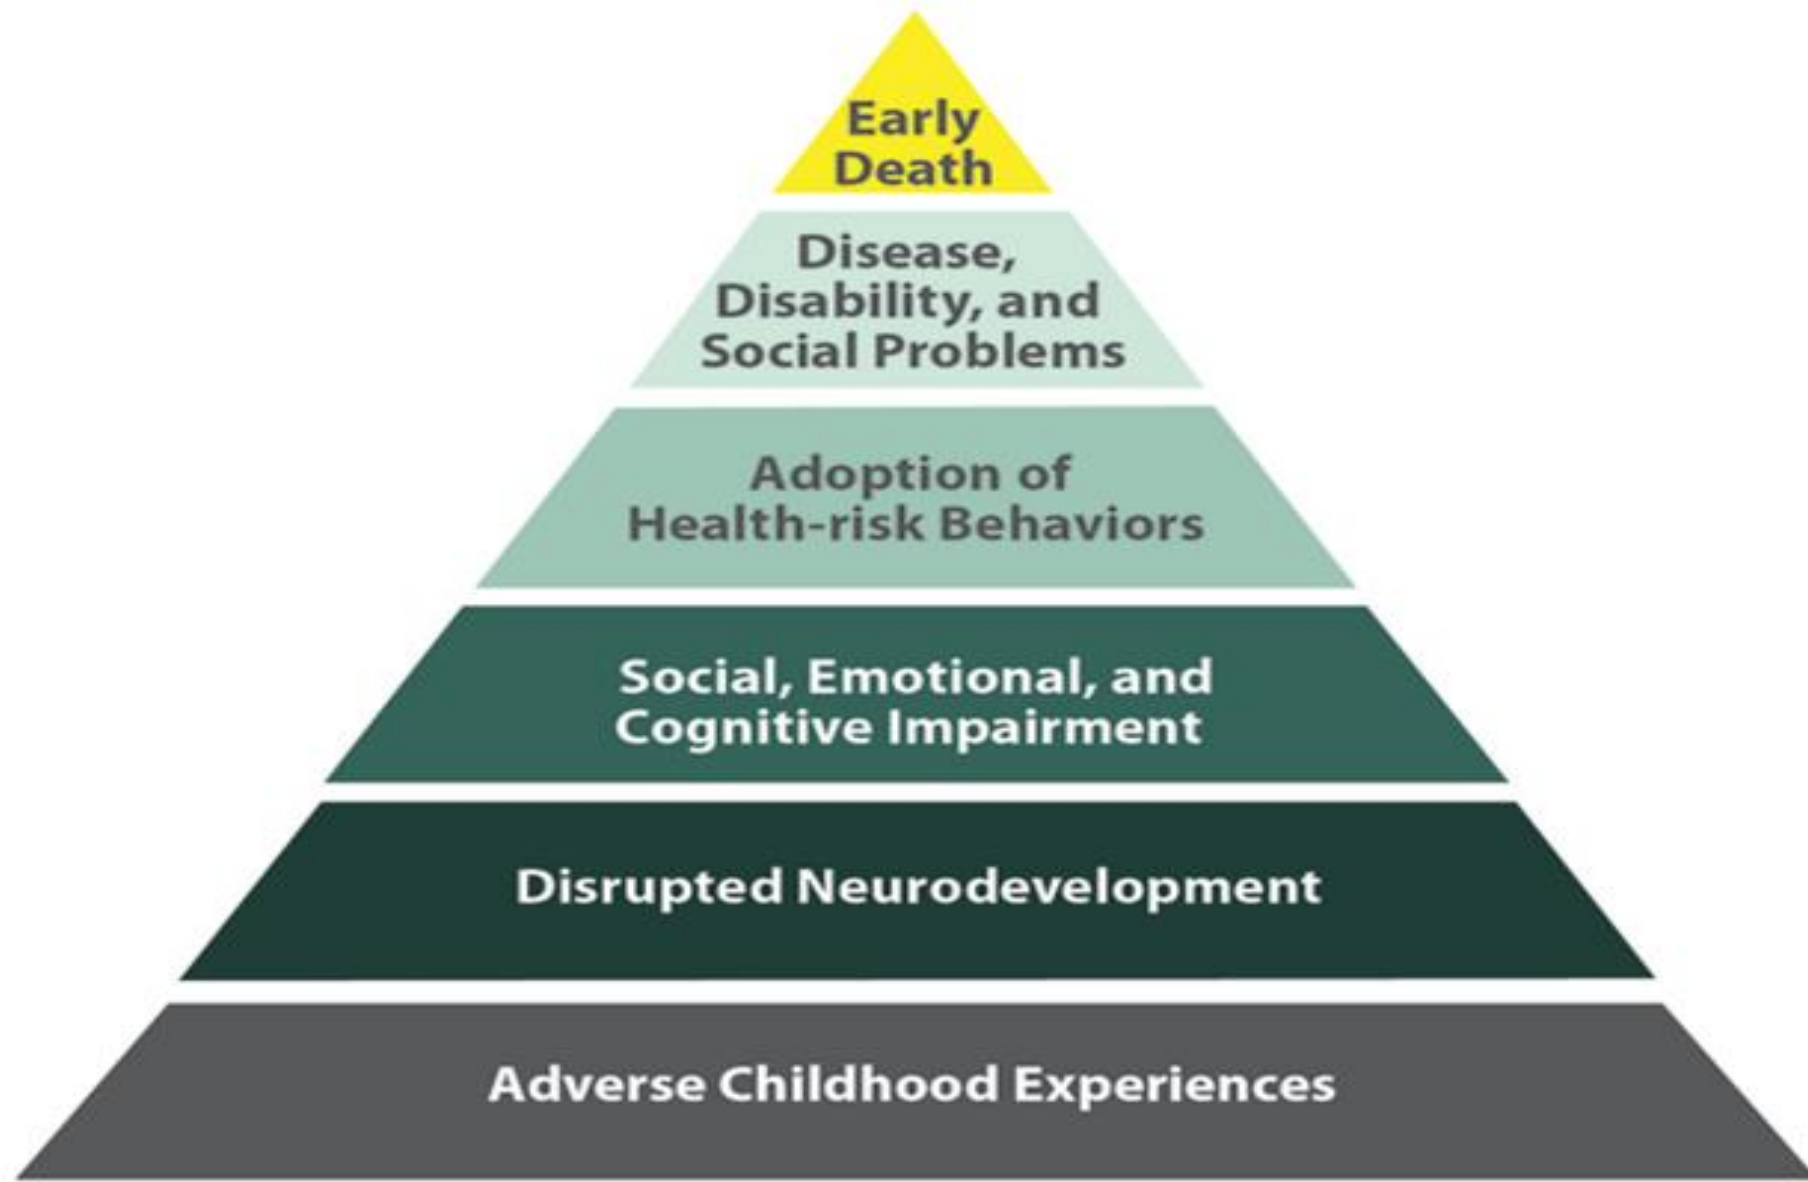 Early
Death
Disease,
Disability, and
Social Problems
Adoption of
Health-risk Behaviors
Social, Emotional, and
Cognitive Impairment
Disrupted Neurodevelopment
Adverse Childhood Experiences